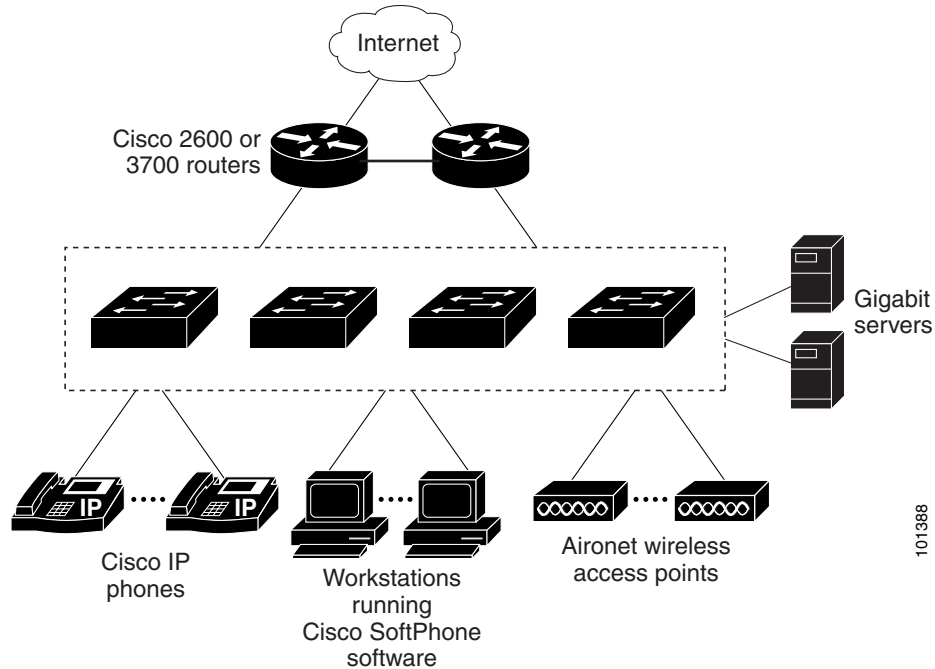 Internet
Cisco 2600 or
3700 routers
Gigabit
servers
IP
IP
Cisco IP
phones
Workstations
running
Cisco SoftPhone
software
Aironet wireless
access points
101388